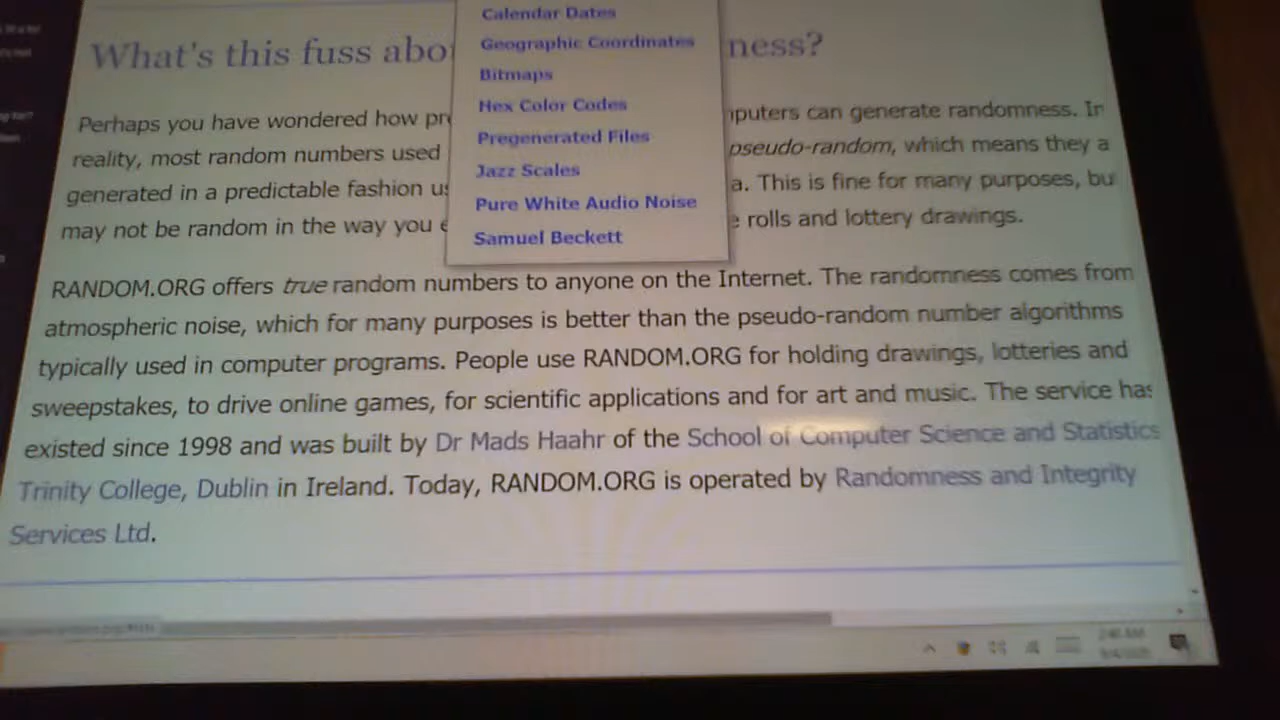 Calendar Dates
What's this fuss abo ness?
Geographic Coordinates
Bitmaps
Hex Color Codes
Pregenerated Files
Jazz Scales
Pure White Audio Noise
Samuel Beckett
Perhaps you have wondered how pre puters can generate randomness. In
reality, most random numbers used pseudo-random, which means they a
generated in a predictable fashion us a. This is fine for many purposes, bu
may not be random in the way you e e rolls and lottery drawings.
RANDOM.ORG offers true random numbers to anyone on the Internet. The randomness comes from
atmospheric noise, which for many purposes is better than the pseudo-random number algorithms
typically used in computer programs. People use RANDOM.ORG for holding drawings, lotteries and
sweepstakes, to drive online games, for scientific applications and for art and music. The service has
existed since 1998 and was built by Dr Mads Haahr of the School of Computer Science and Statistics
Trinity College, Dublin in Ireland. Today, RANDOM.ORG is operated by Randomness and Integrity
Services Ltd.